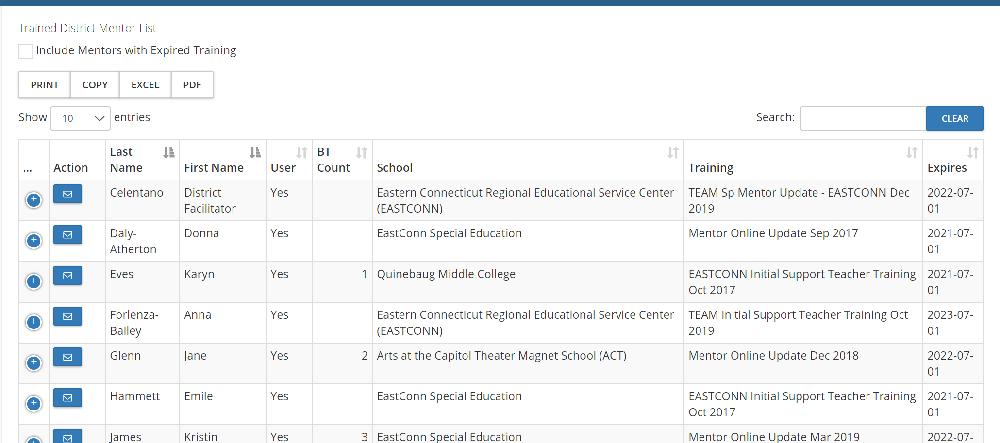 Trained District Mentor List
Include Mentors with Expired Training
PRINT COPY EXCEL PDF
Show 10 entries Search: CLEAR
... Action Last Name First Name User BT Count School Training Expires
Celentano District Facilitator Yes Eastern Connecticut Regional Educational Service Center (EASTCONN) TEAM Sp Mentor Update - EASTCONN Dec 2019 2022-07-01
Daly-Atherton Donna Yes EastConn Special Education Mentor Online Update Sep 2017 2021-07-01
Eves Karyn Yes 1 Quinebaug Middle College EASTCONN Initial Support Teacher Training Oct 2017 2021-07-01
Forlenza-Bailey Anna Yes Eastern Connecticut Regional Educational Service Center (EASTCONN) TEAM Initial Support Teacher Training Oct 2019 2023-07-01
Glenn Jane Yes 2 Arts at the Capitol Theater Magnet School (ACT) Mentor Online Update Dec 2018 2022-07-01
Hammett Emile Yes EastConn Special Education EASTCONN Initial Support Teacher Training Oct 2017 2021-07-01
James Kristin Yes 3 EastConn Special Education Mentor Online Update Mar 2019 2022-07-